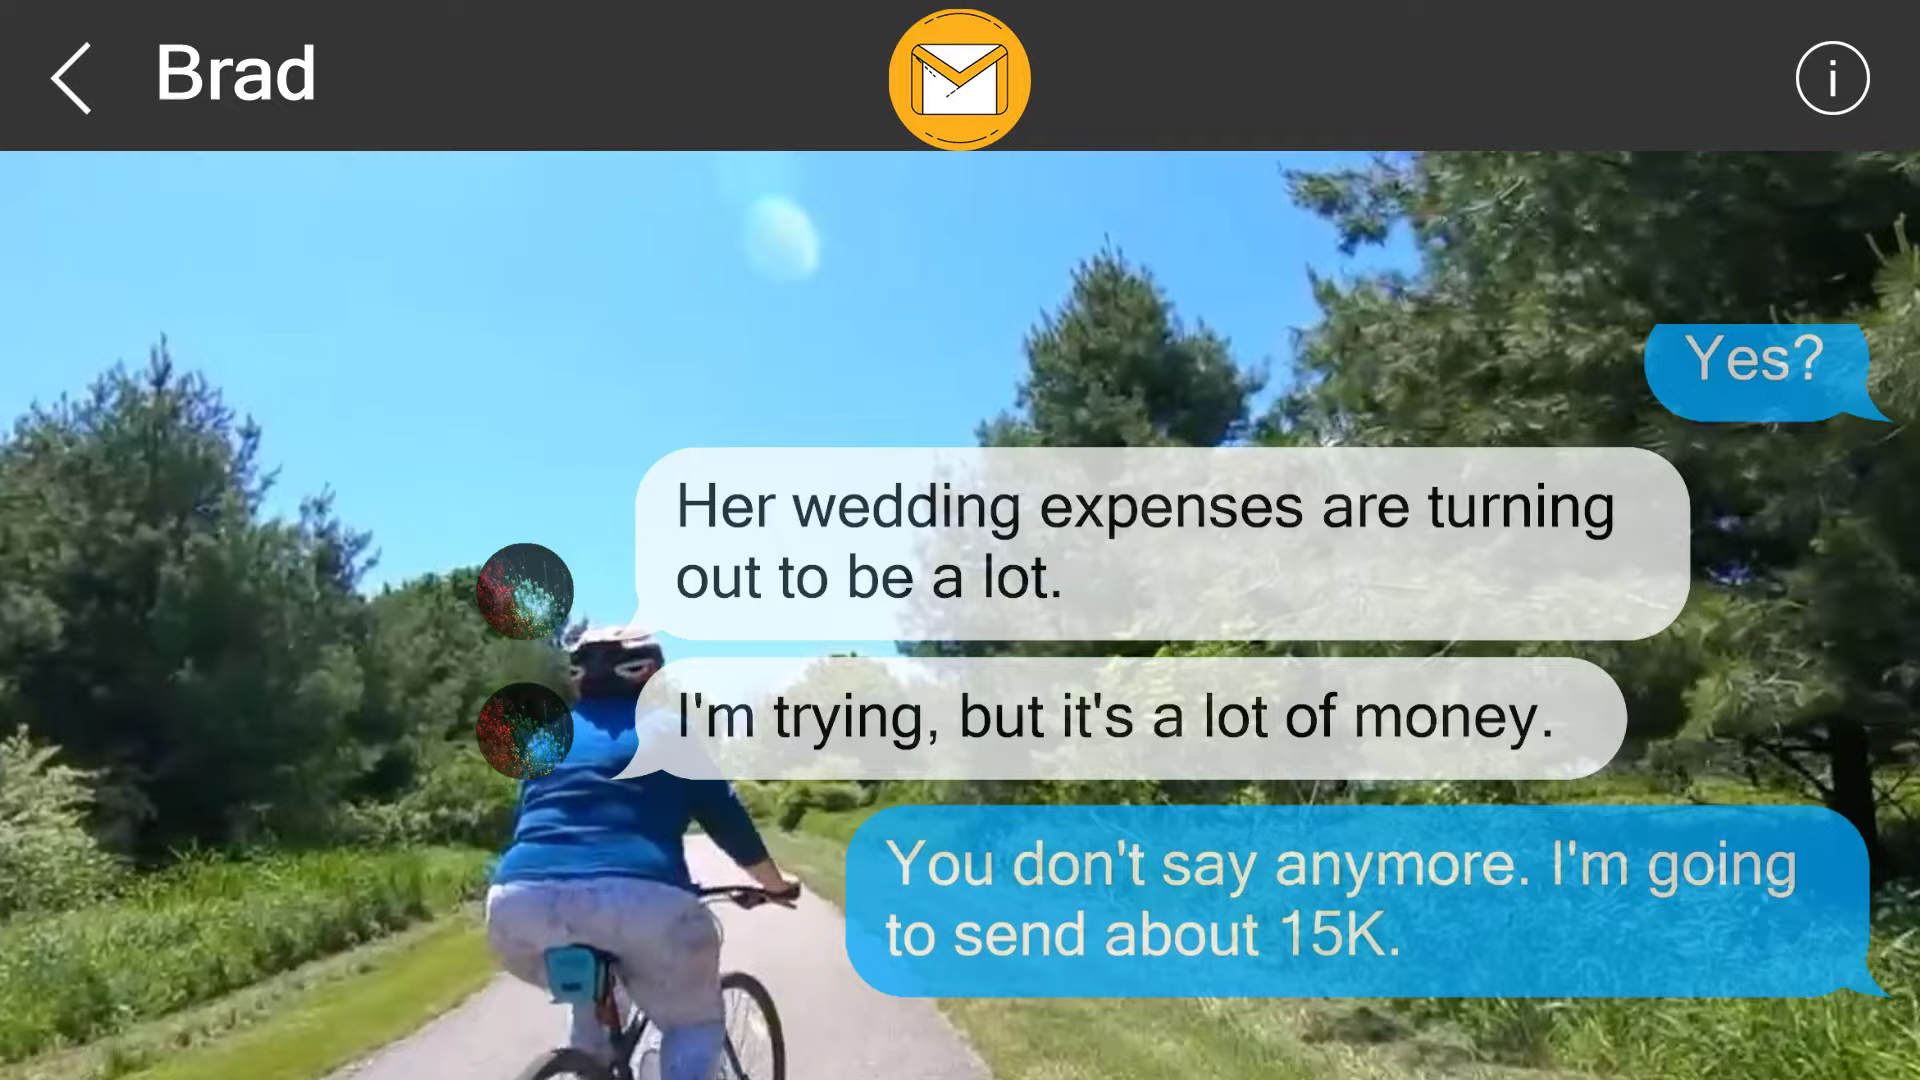 Brad
Yes?
Her wedding expenses are turning
out to be a lot.
I'm trying, but it's a lot of money.
You don't say anymore. I'm going
to send about 15K.